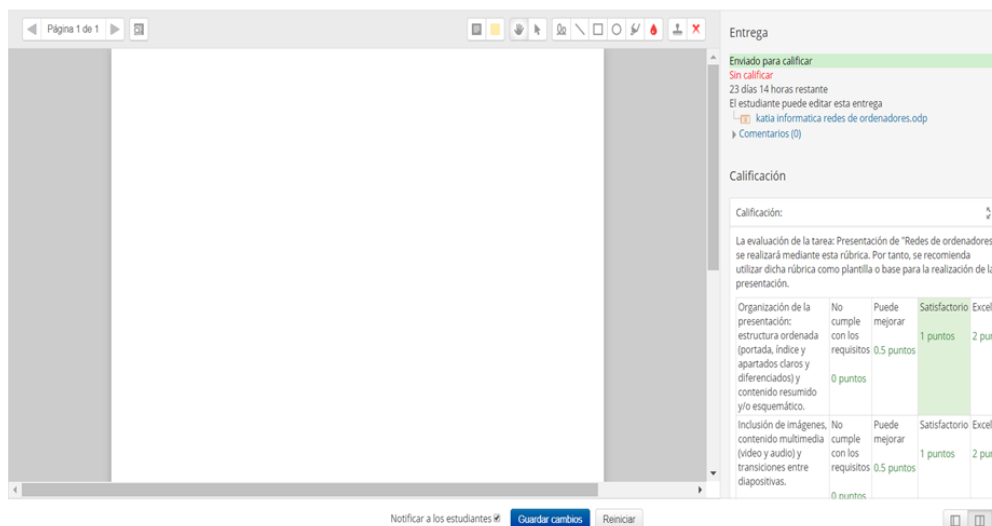 Página 1 de 1
Entrega
Enviado para calificar
Sin calificar
23 días 14 horas restante
El estudiante puede editar esta entrega
katia informatica redes de ordenadores.odp
Comentarios (0)
Calificación
Calificación:
La evaluación de la tarea: Presentación de "Redes de ordenadores
se realizará mediante esta rúbrica. Por tanto, se recomienda
utilizar dicha rúbrica como plantilla o base para la realización de la
presentación.
Organización de la
presentación:
estructura ordenada
(portada, índice y
apartados claros y
diferenciados) y
contenido resumido
y/o esquemático.
No
cumple
con los
requisitos
0 puntos
Puede
mejorar
0.5 puntos
Satisfactorio
1 puntos
Excel
2 pun
Inclusión de imágenes,
contenido multimedia
(video y audio) y
transiciones entre
diapositivas.
No
cumple
con los
requisitos
0 puntos
Puede
mejorar
0.5 puntos
Satisfactorio
1 puntos
Excel
2 pun
Notificar a los estudiantes
Guardar cambios
Reiniciar